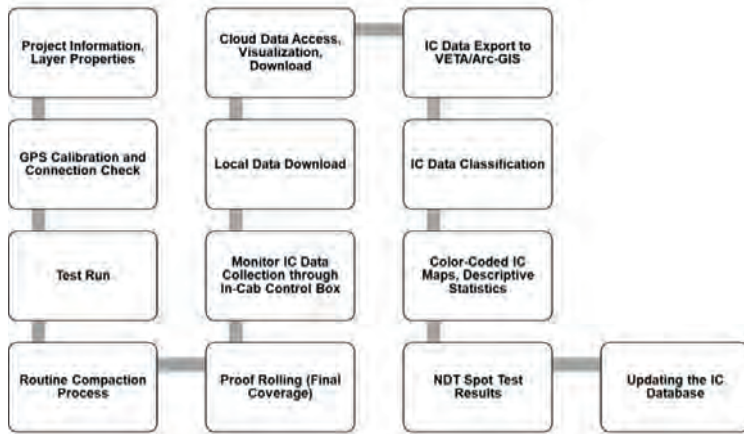 Project Information,
Layer Properties
GPS Calibration and
Connection Check
Test Run
Routine Compaction
Process
Proof Rolling (Final
Coverage)
Monitor IC Data
Collection through
In-Cab Control Box
Local Data Download
Cloud Data Access,
Visualization,
Download
IC Data Export to
VETA/Arc-GIS
IC Data Classification
Color-Coded IC
Maps, Descriptive
Statistics
NDT Spot Test
Results
Updating the IC
Database